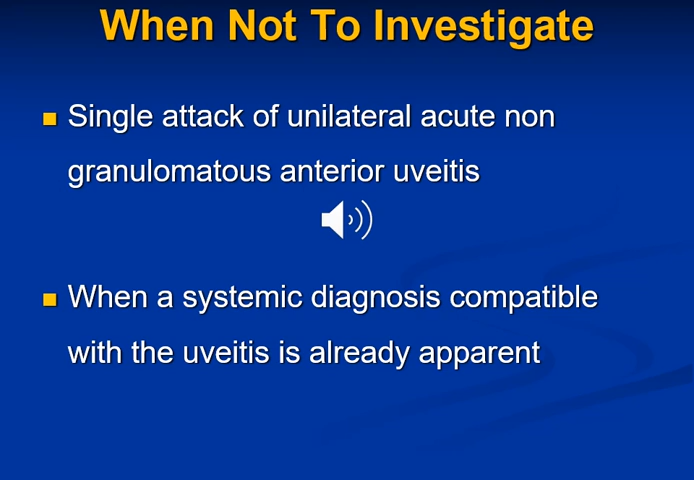 When Not To Investigate
Single attack of unilateral acute non
granulomatous anterior uveitis
When a systemic diagnosis compatible
with the uveitis is already apparent